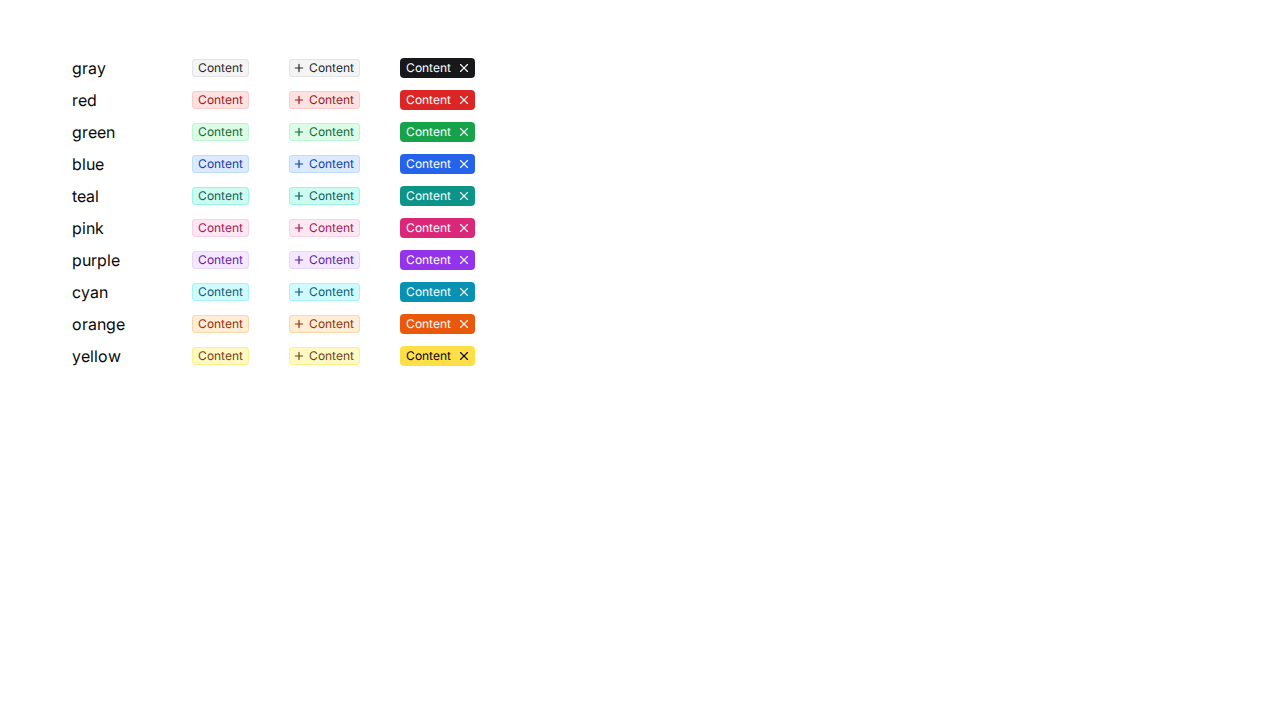 gray Content Content Content
red Content Content Content
green Content Content Content
blue Content Content Content
teal Content Content Content
pink Content Content Content
purple Content Content Content
cyan Content Content Content
orange Content Content Content
yellow Content Content Content